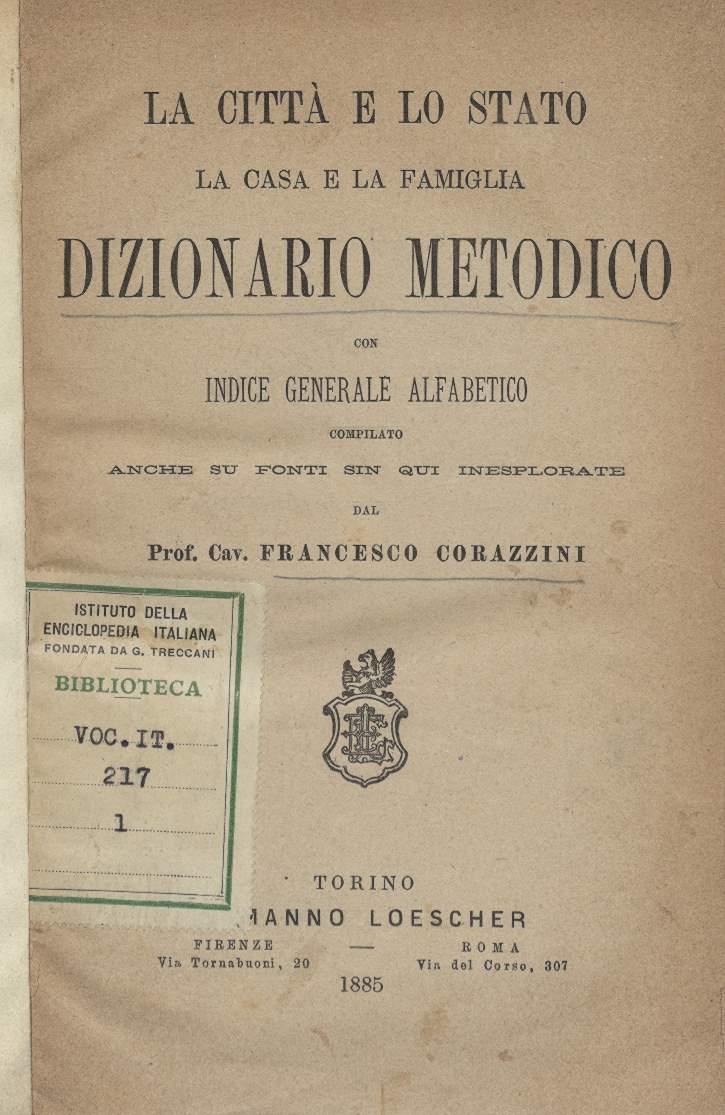 LA CITTÀ E LO STATO
LA CASA E LA FAMIGLIA
DIZIONARIO METODICO
CON
INDICE GENERALE ALFABETICO
COMPILATO
ANCHE SU FONTI SIN QUI INESPLORATE
DAL
Prof. Cav. FRANCESCO CORAZZINI
ISTITUTO DELLA
ENCICLOPEDIA ITALIANA
FONDATA DA G. TRECCANI
BIBLIOTECA
VOC. IT.
217
1
TORINO
LOESCHER
FIRENZE — ROMA
Via Tornabuoni, 20 Via del Corso, 307
1885